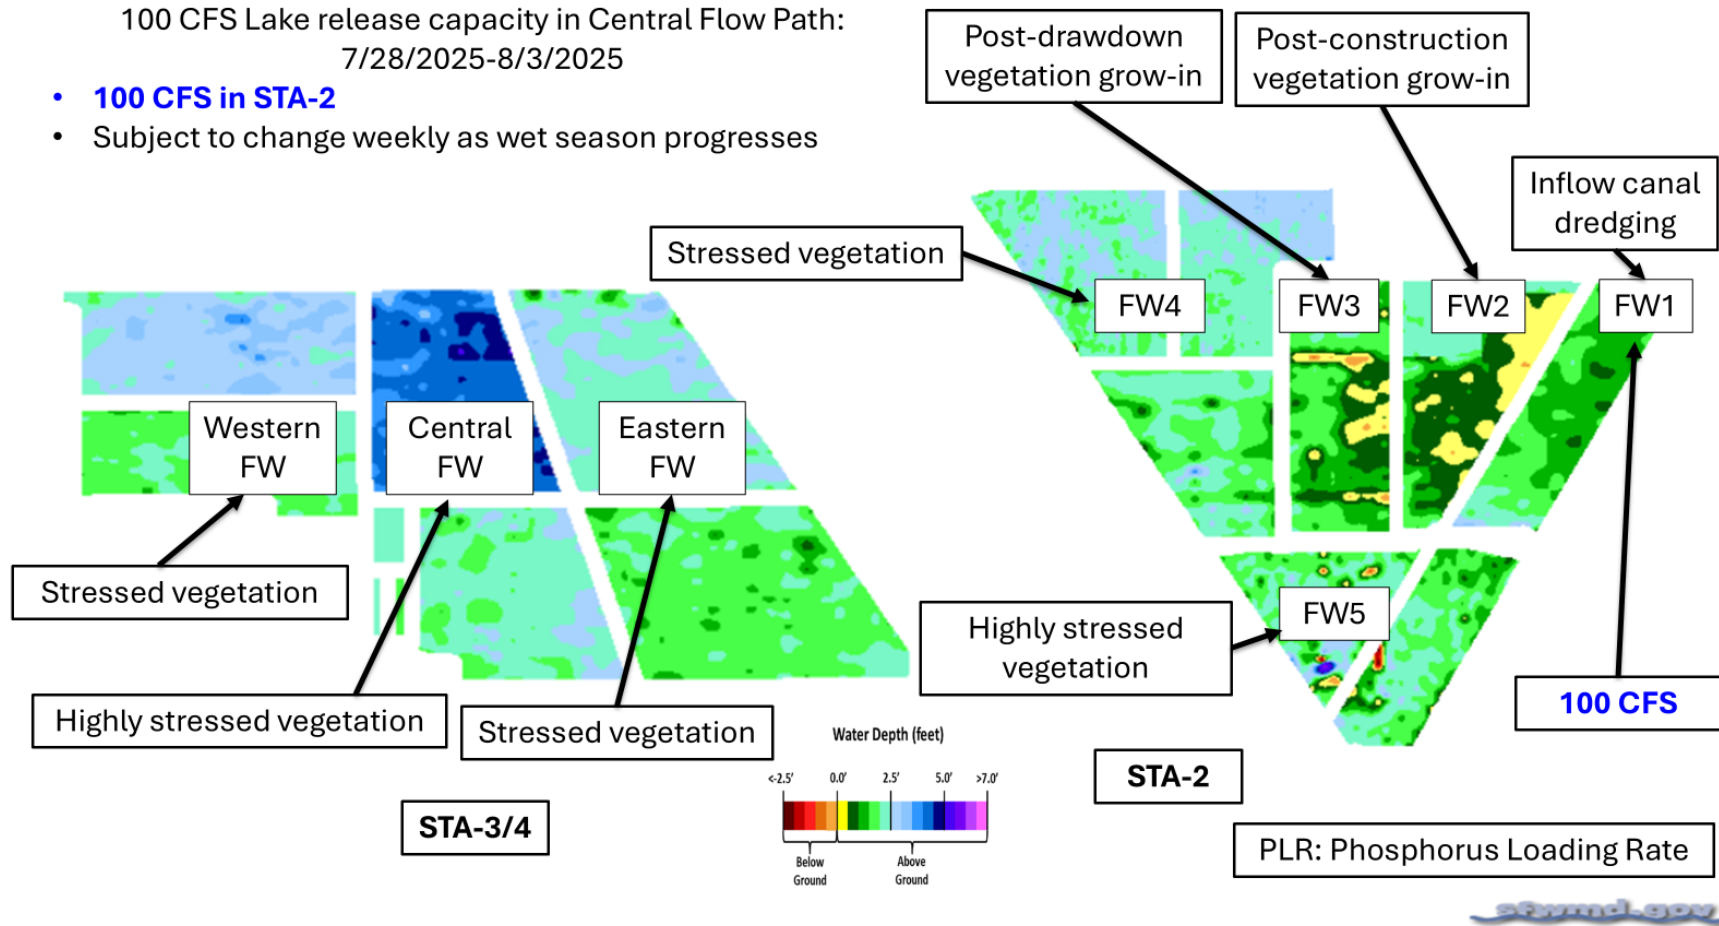 100 CFS Lake release capacity in Central Flow Path:
7/28/2025-8/3/2025
• 100 CFS in STA-2
• Subject to change weekly as wet season progresses
Post-drawdown
vegetation grow-in
Post-construction
vegetation grow-in
Inflow canal
dredging
Stressed vegetation
FW4
FW3
FW2
FW1
Western
FW
Central
FW
Eastern
FW
Stressed vegetation
Highly stressed vegetation
Stressed vegetation
FW5
Highly stressed
vegetation
100 CFS
STA-3/4
STA-2
Water Depth (feet)
<-2.5' 0.0' 2.5' 5.0' >7.0'
Below
Ground
Above
Ground
PLR: Phosphorus Loading Rate
sfwmd.gov